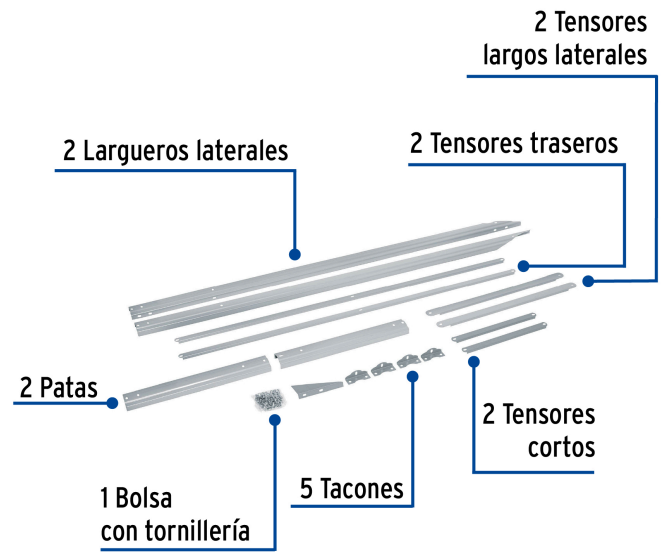 2 Tensores
largos laterales
2 Largueros laterales
2 Tensores traseros
2 Patas
2 Tensores
cortos
5 Tacones
1 Bolsa
con tornillería